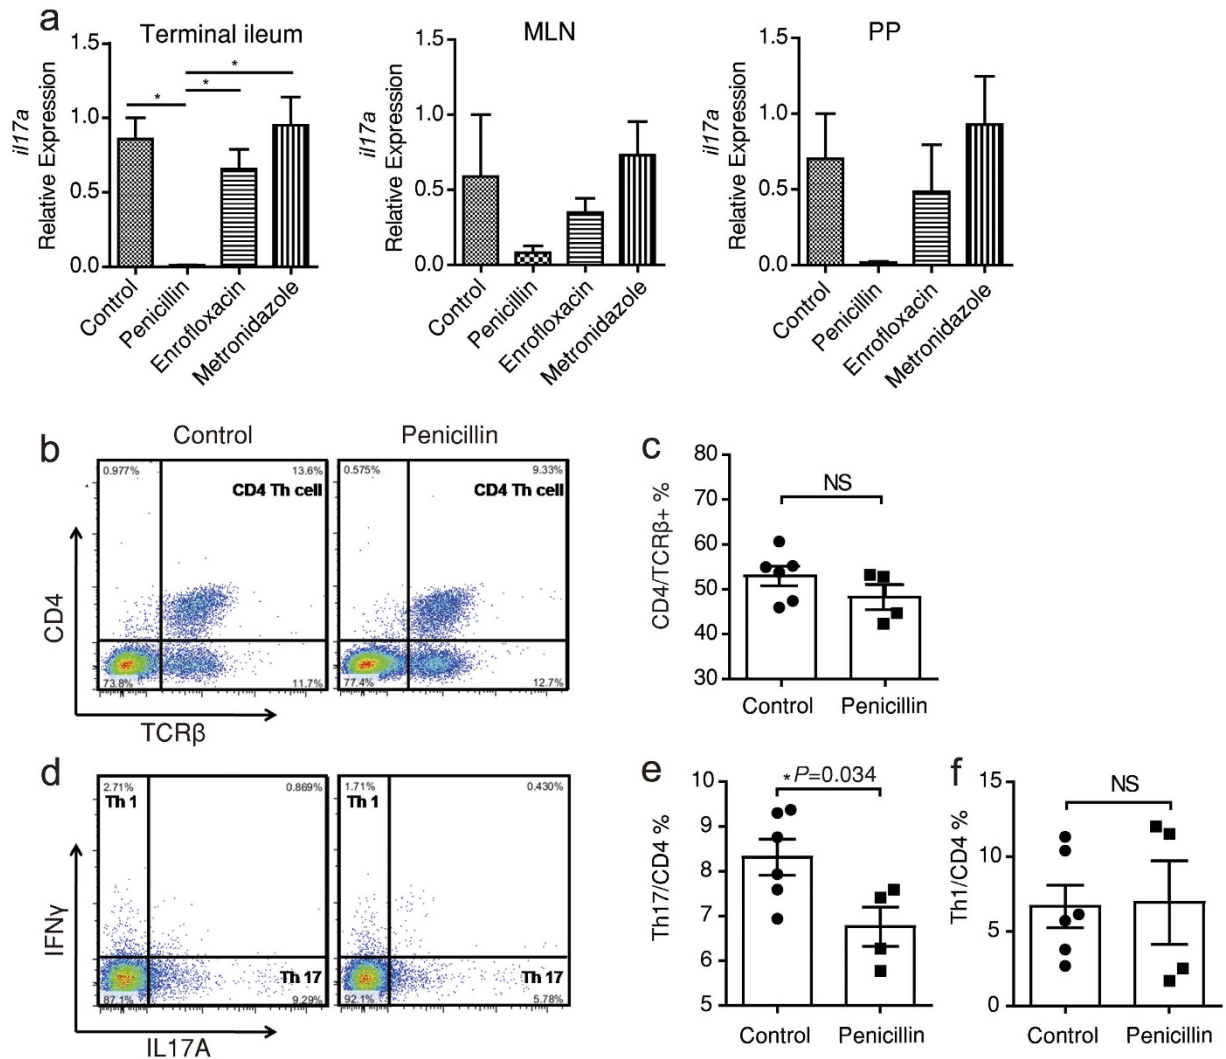 a
Terminal ileum
MLN
PP
il17a
Relative Expression
1.5
1.0
0.5
0.0
*
*
*
Control
Penicillin
Enrofloxacin
Metronidazole
il17a
Relative Expression
1.5
1.0
0.5
0.0
Control
Penicillin
Enrofloxacin
Metronidazole
il17a
Relative Expression
1.5
1.0
0.5
0.0
Control
Penicillin
Enrofloxacin
Metronidazole
b
Control
Penicillin
0.977%
13.6%
CD4 Th cell
73.8%
11.7%
0.575%
9.33%
CD4 Th cell
77.4%
12.7%
CD4
TCRβ
c
CD4/TCRβ+ %
80
70
60
50
40
30
NS
Control
Penicillin
d
2.71%
0.869%
Th 1
Th 17
87.1%
9.29%
1.71%
0.430%
Th 1
Th 17
92.1%
5.78%
IFNγ
IL17A
e
Th17/CD4 %
10
9
8
7
6
5
*P=0.034
Control
Penicillin
f
Th1/CD4 %
15
10
5
0
NS
Control
Penicillin